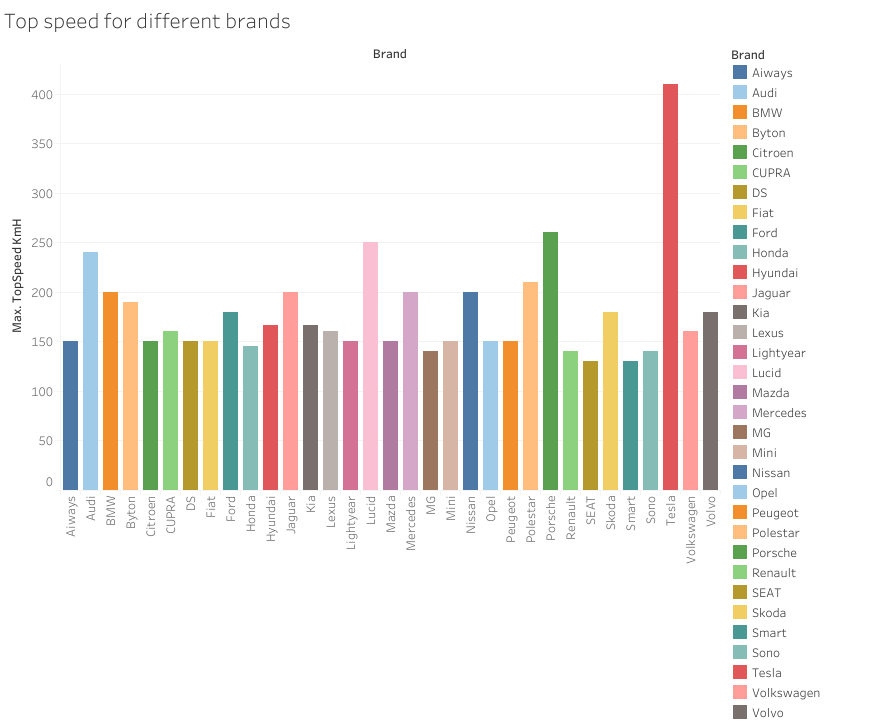 Top speed for different brands
Brand
Max. TopSpeed KmH
400
350
300
250
200
150
100
50
0
Aiways
Audi
BMW
Byton
Citroen
CUPRA
DS
Fiat
Ford
Honda
Hyundai
Jaguar
Kia
Lexus
Lightyear
Lucid
Mazda
Mercedes
MG
Mini
Nissan
Opel
Peugeot
Polestar
Porsche
Renault
SEAT
Skoda
Smart
Sono
Tesla
Volkswagen
Volvo
Brand
Aiways
Audi
BMW
Byton
Citroen
CUPRA
DS
Fiat
Ford
Honda
Hyundai
Jaguar
Kia
Lexus
Lightyear
Lucid
Mazda
Mercedes
MG
Mini
Nissan
Opel
Peugeot
Polestar
Porsche
Renault
SEAT
Skoda
Smart
Sono
Tesla
Volkswagen
Volvo